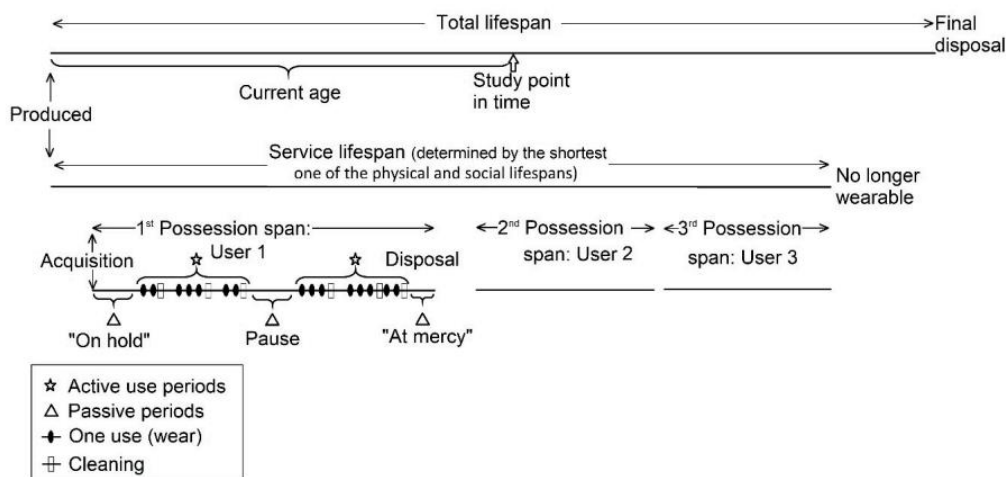 Total lifespan
Final
disposal
Current age
Study point
in time
Produced
Service lifespan (determined by the shortest
one of the physical and social lifespans)
No longer
wearable
1st Possession span:
User 1
2nd Possession
span: User 2
3rd Possession
span: User 3
Acquisition
Disposal
"On hold"
Pause
"At mercy"
Active use periods
Passive periods
One use (wear)
Cleaning